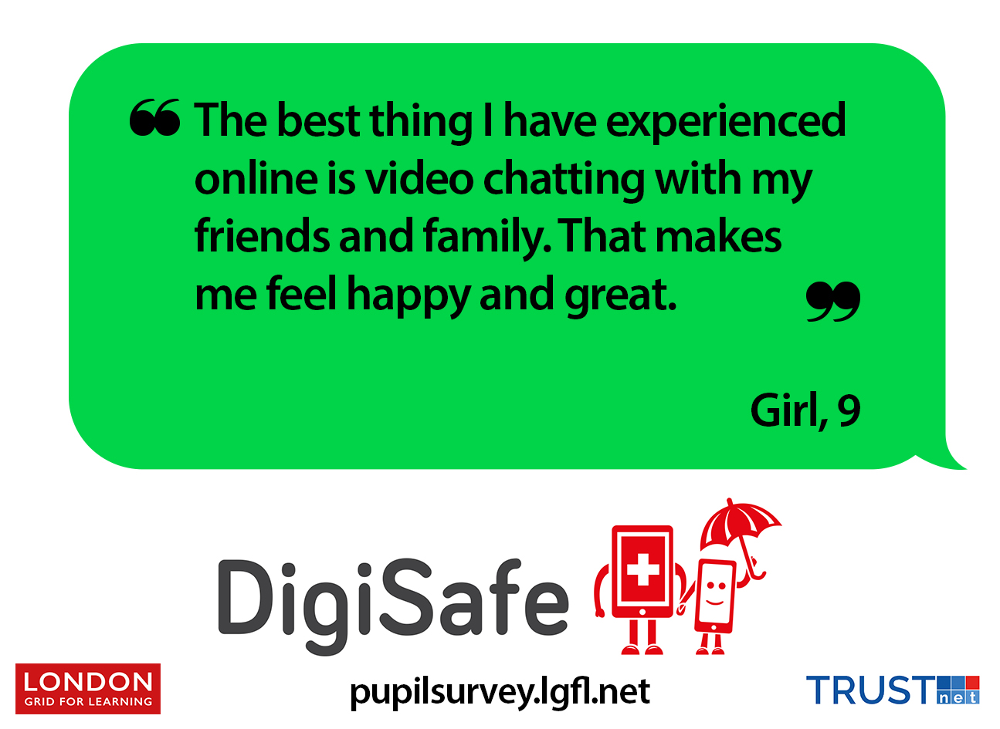 “ The best thing I have experienced
online is video chatting with my
friends and family. That makes
me feel happy and great. ”
Girl, 9
DigiSafe
LONDON
GRID FOR LEARNING
pupilsurvey.lgfl.net
TRUSTnet